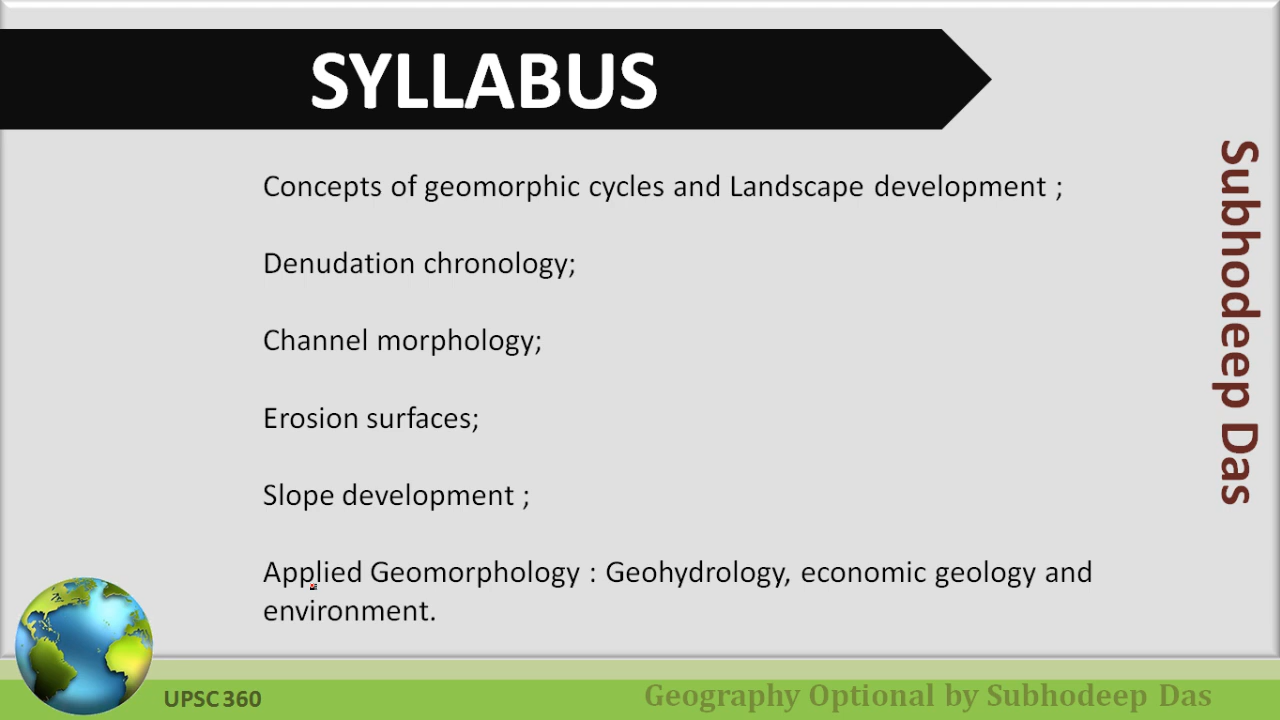 SYLLABUS
Concepts of geomorphic cycles and Landscape development ;
Denudation chronology;
Channel morphology;
Erosion surfaces;
Slope development ;
Applied Geomorphology : Geohydrology, economic geology and
environment.
Subhodeep Das
UPSC 360
Geography Optional by Subhodeep Das